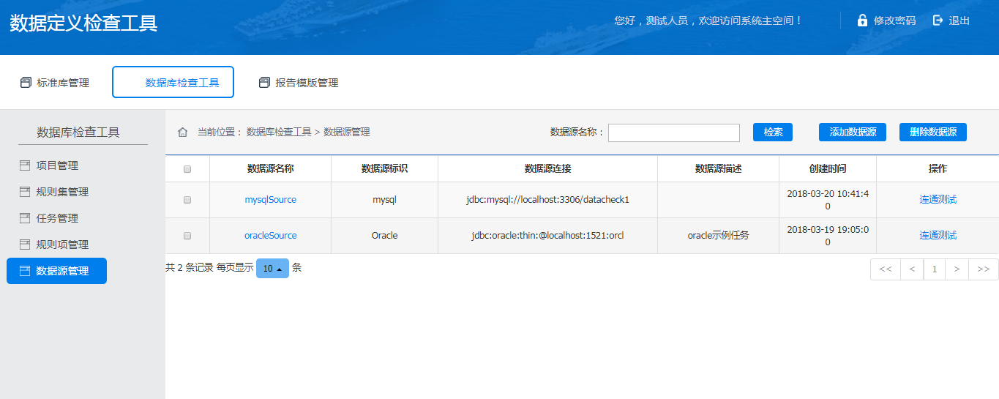 数据定义检查工具
您好，测试人员，欢迎访问系统主空间！
修改密码
退出
标准库管理
数据库检查工具
报告模版管理
数据库检查工具
项目管理
规则集管理
任务管理
规则项管理
数据源管理
当前位置： 数据库检查工具 > 数据源管理
数据源名称：
检索
添加数据源
删除数据源
数据源名称 数据源标识 数据源连接 数据源描述 创建时间 操作
mysqlSource mysql jdbc:mysql://localhost:3306/datacheck1 2018-03-20 10:41:4
0
连通测试
oracleSource Oracle jdbc:oracle:thin:@localhost:1521:orcl oracle示例任务 2018-03-19 19:05:0
0
连通测试
共 2 条记录 每页显示 10 条
<< < 1 > >>